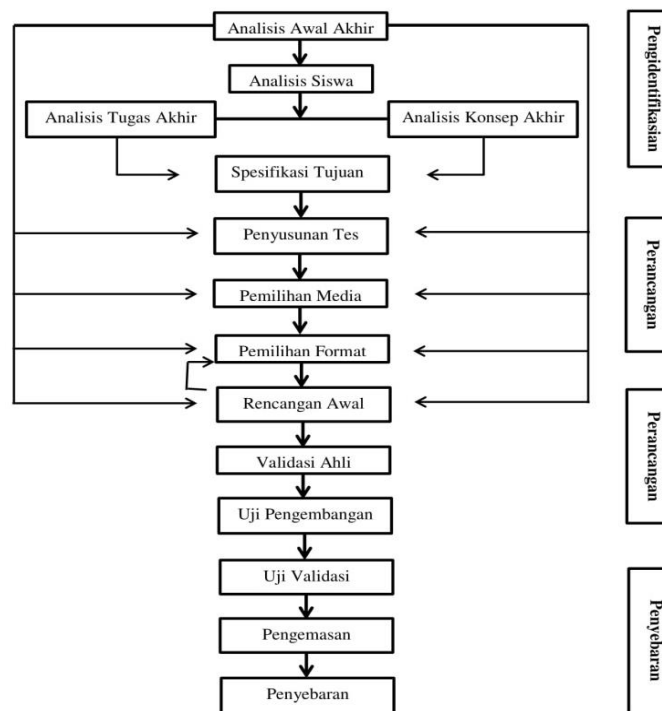 Analisis Awal Akhir
Analisis Siswa
Analisis Tugas Akhir
Analisis Konsep Akhir
Spesifikasi Tujuan
Penyusunan Tes
Pemilihan Media
Pemilihan Format
Rencangan Awal
Validasi Ahli
Uji Pengembangan
Uji Validasi
Pengemasan
Penyebaran
Pengidentifikasian
Perancangan
Perancangan
Penyebaran